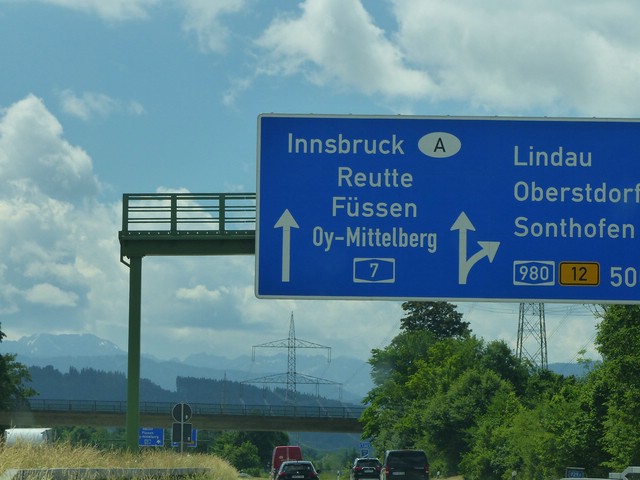 Innsbruck A
Reutte
Füssen
Oy-Mittelberg
7
Lindau
Oberstdorf
Sonthofen
980 12 50